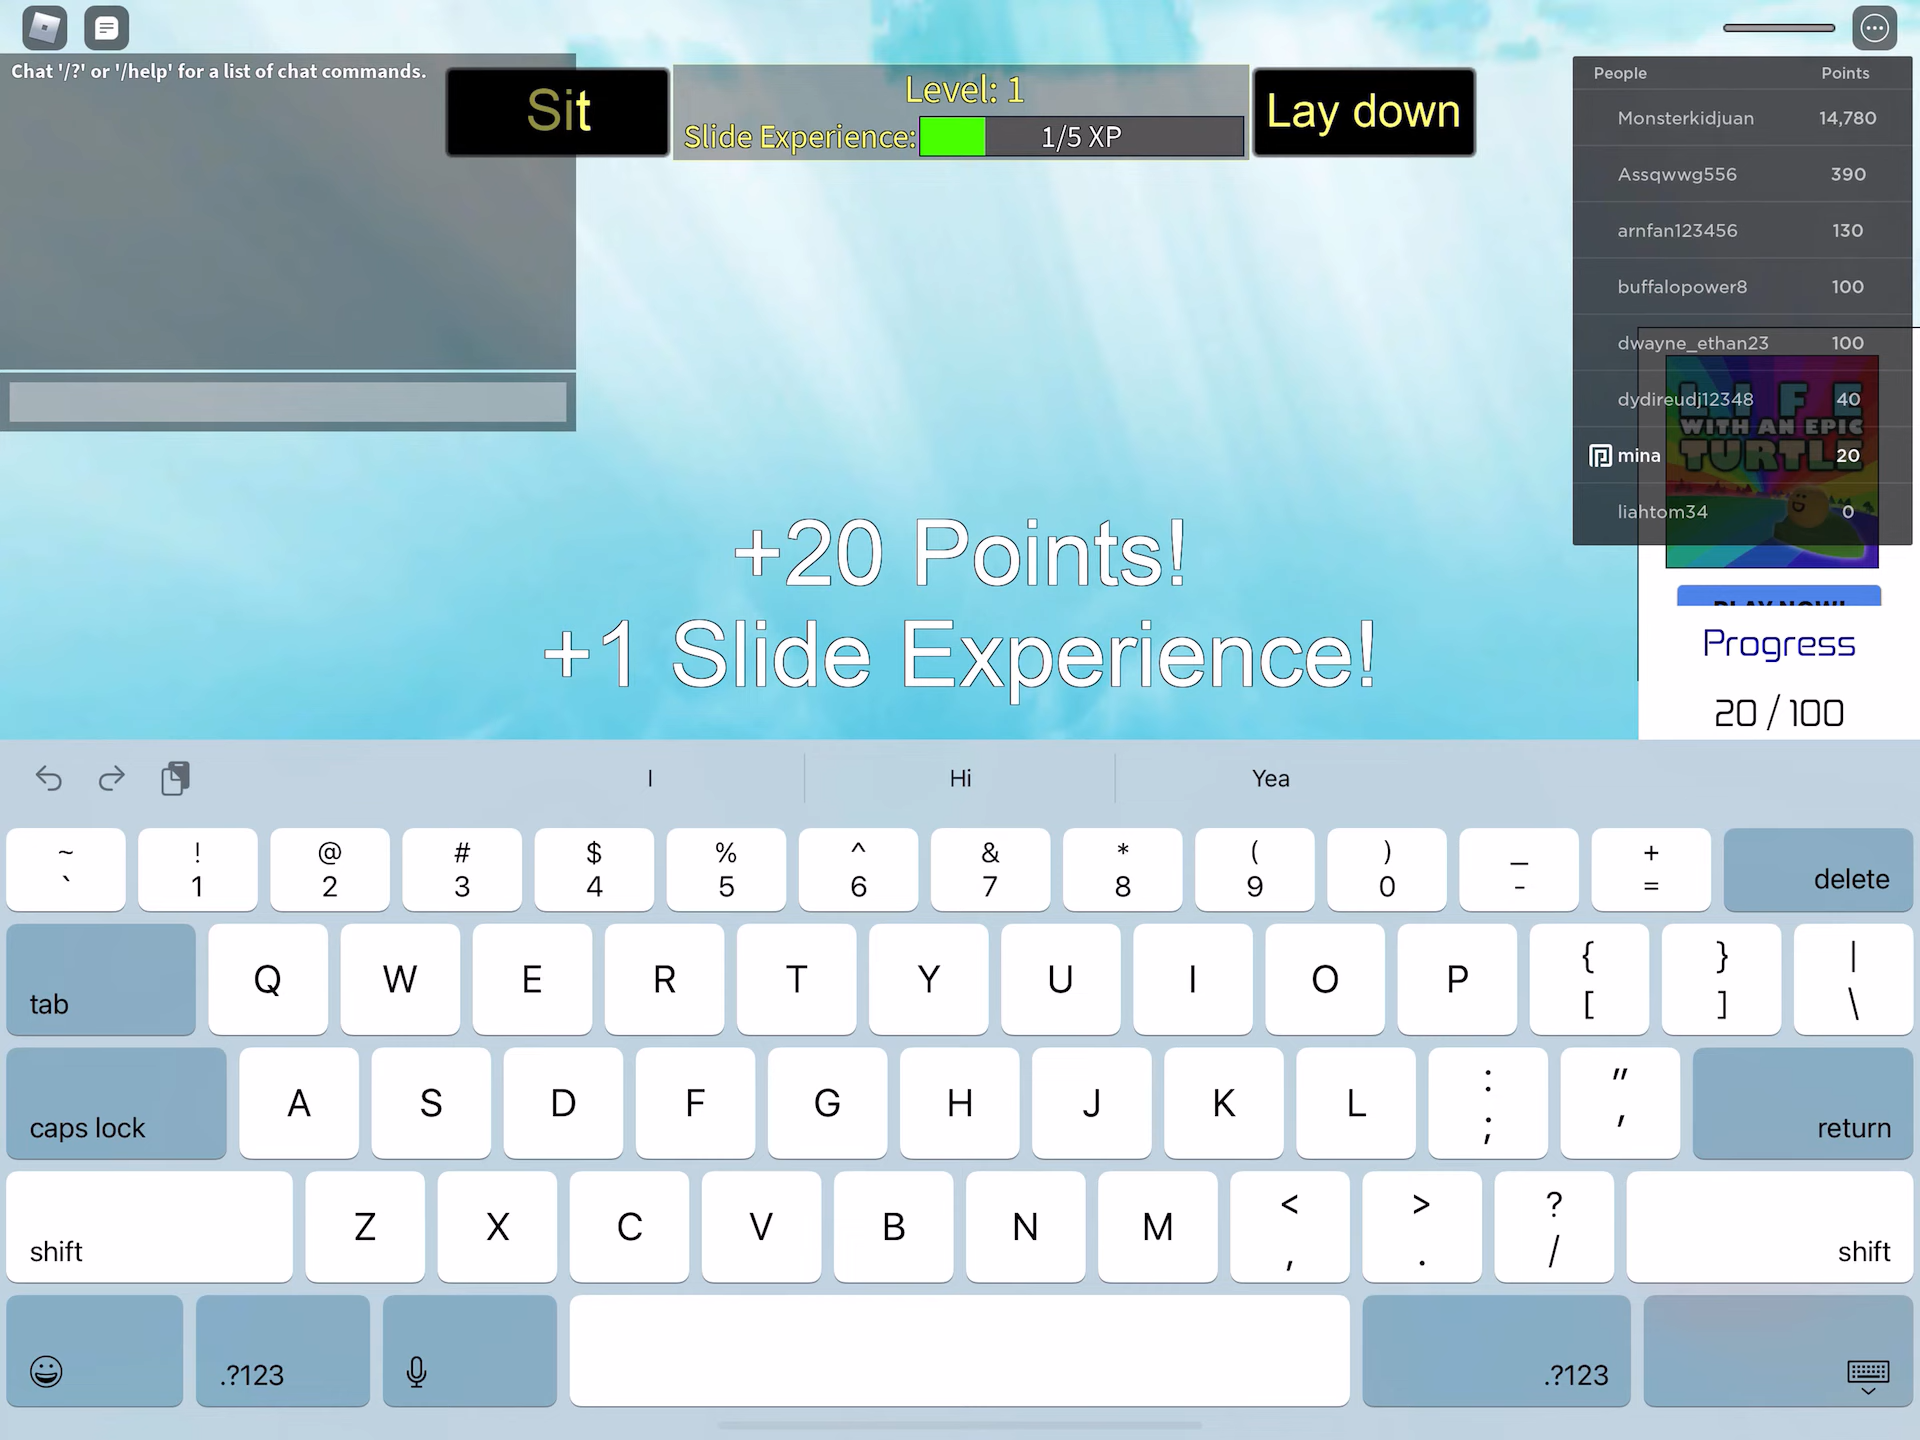 Chat '/?' or '/help' for a list of chat commands.
Sit
Level: 1
Slide Experience: 1/5 XP
Lay down
People Points
Monsterkidjuan 14,780
Assqwwg556 390
arnfan123456 130
buffalopower8 100
dwayne_ethan23 100
dydireudj12348 40
mina 20
liahtom34 0
LIFE
WITH AN EPIC
TURTLE
PLAY NOW!
Progress
20 / 100
+20 Points!
+1 Slide Experience!
I Hi Yea
~ ! @ # $ % ^ & * ( ) _ +
` 1 2 3 4 5 6 7 8 9 0 - = delete
tab Q W E R T Y U I O P { [ } ] | \
caps lock A S D F G H J K L : ; " ' return
shift Z X C V B N M < , > . ? / shift
.?123 .?123